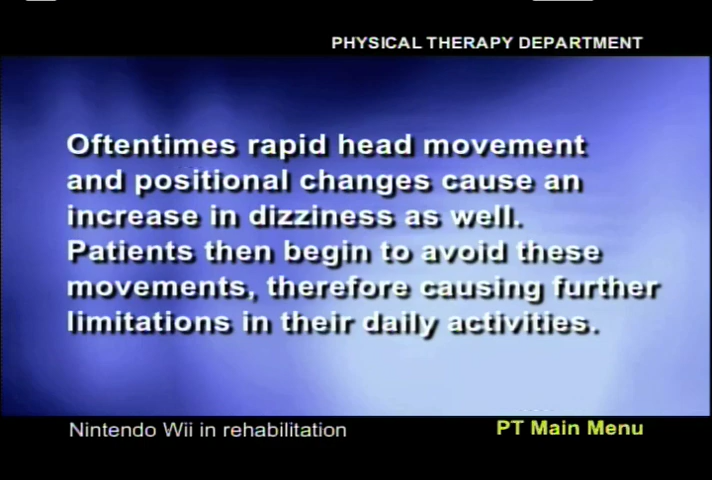 PHYSICAL THERAPY DEPARTMENT
Oftentimes rapid head movement
and positional changes cause an
increase in dizziness as well.
Patients then begin to avoid these
movements, therefore causing further
limitations in their daily activities.
Nintendo Wii in rehabilitation
PT Main Menu